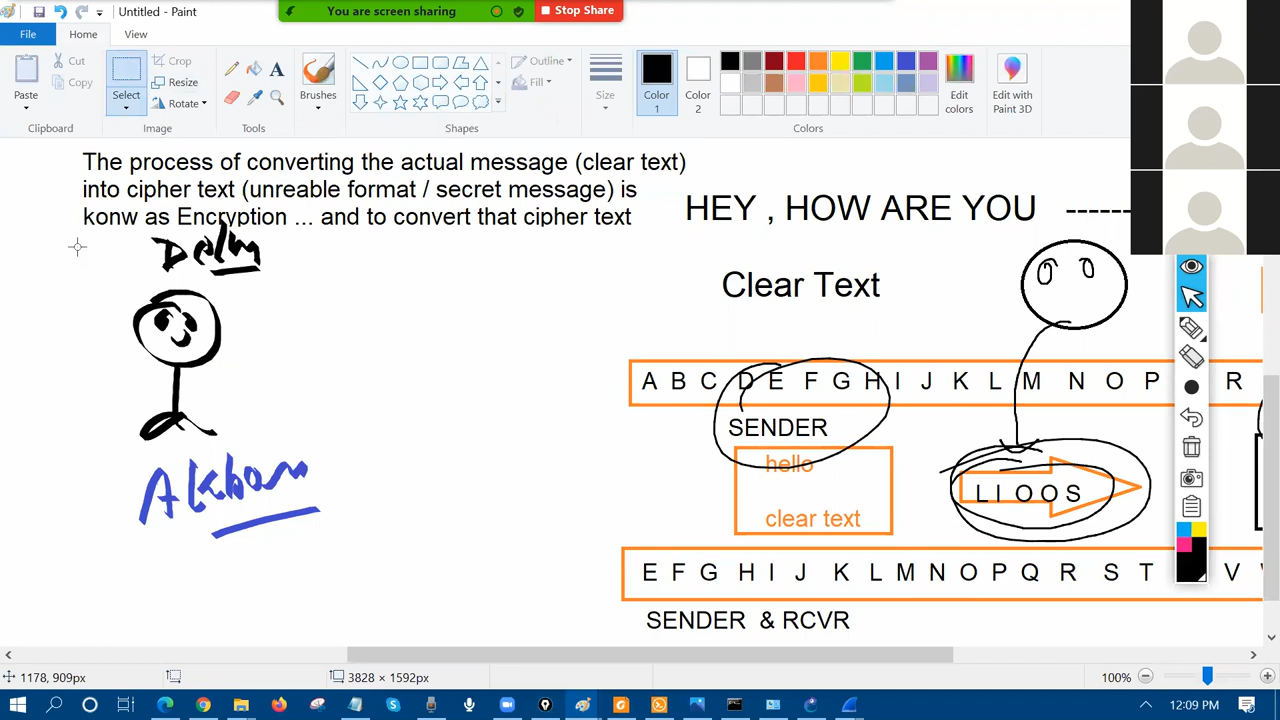 Untitled - Paint
You are screen sharing
Stop Share
File
Home
View
Paste
Cut
Copy
Clipboard
Select
Crop
Resize
Rotate
Image
Tools
Brushes
Shapes
Outline
Fill
Size
Color
1
Color
2
Colors
Edit
colors
Edit with
Paint 3D
The process of converting the actual message (clear text)
into cipher text (unreable format / secret message) is
konw as Encryption ... and to convert that cipher text
HEY , HOW ARE YOU ------
Clear Text
A B C D E F G H I J K L M N O P R
SENDER
hello
clear text
L I O O S
Akbar
E F G H I J K L M N O P Q R S T V
SENDER & RCVR
1178, 909px
3828 × 1592px
100%
12:09 PM